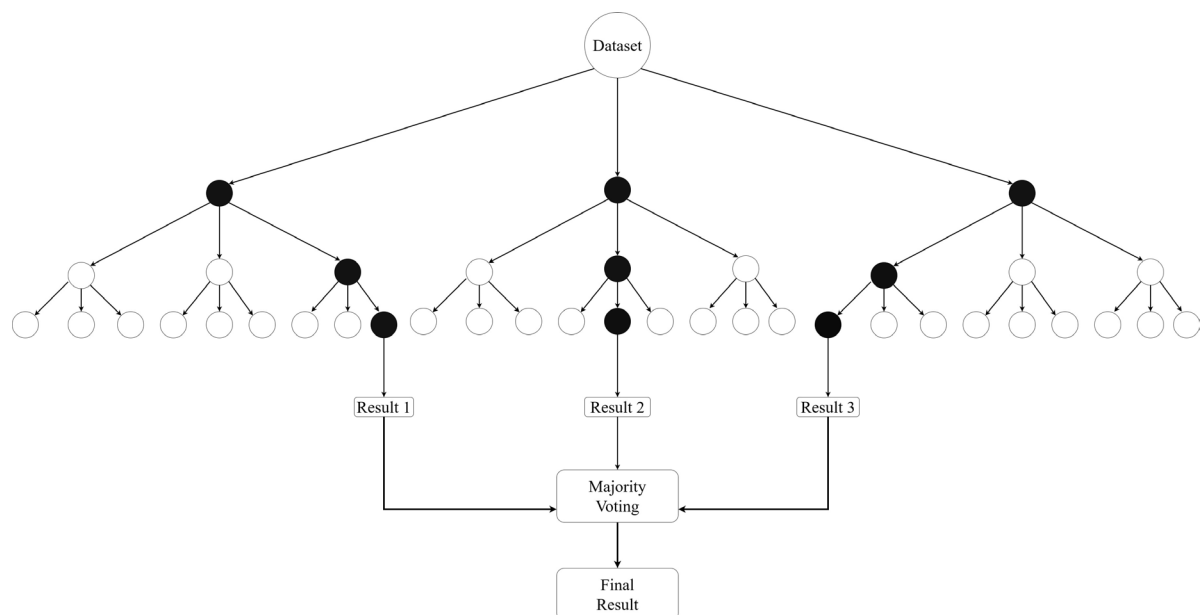 Dataset
Result 1
Result 2
Result 3
Majority
Voting
Final
Result